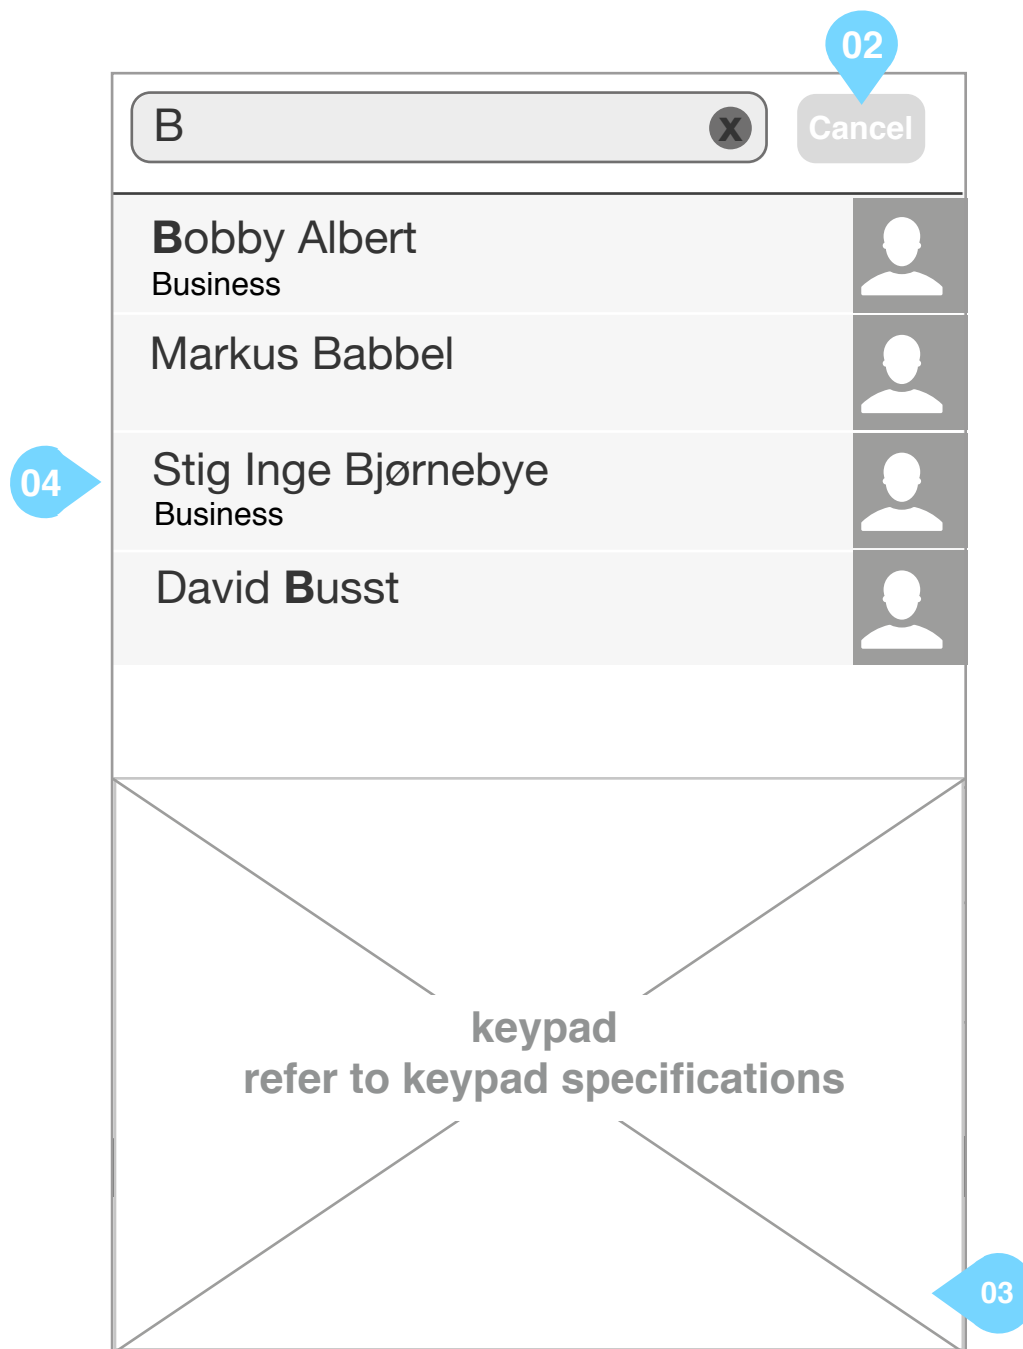 02
B
X
Cancel
Bobby Albert
Business
Markus Babbel
04
Stig Inge Bjørnebye
Business
David Busst
keypad
refer to keypad specifications
03